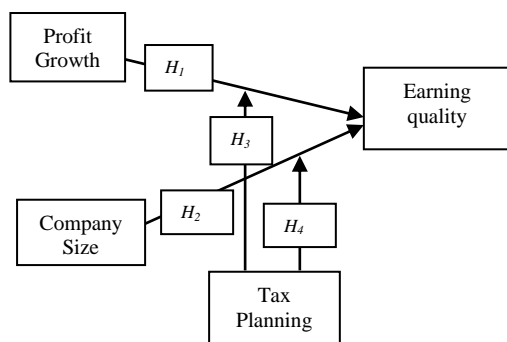 Profit
Growth
H1
Earning
quality
H3
H2
H4
Company
Size
Tax
Planning